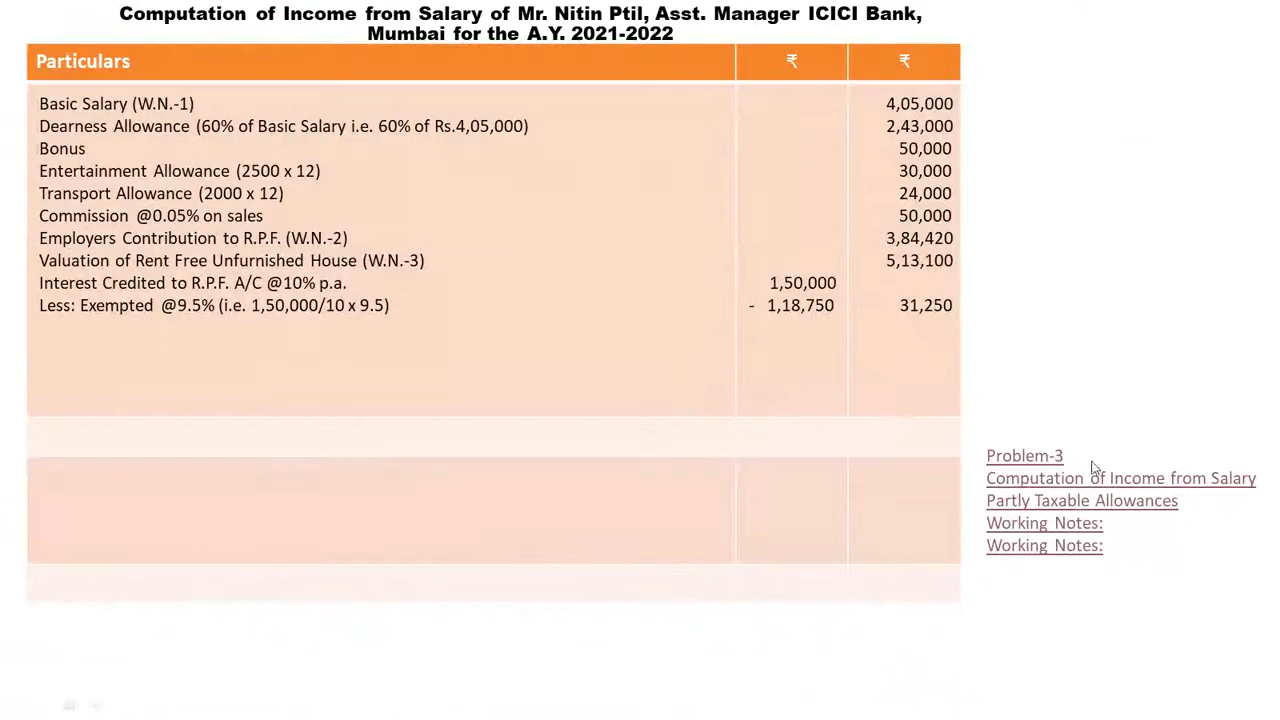 Computation of Income from Salary of Mr. Nitin Ptil, Asst. Manager ICICI Bank,
Mumbai for the A.Y. 2021-2022
Particulars ₹ ₹
Basic Salary (W.N.-1) 4,05,000
Dearness Allowance (60% of Basic Salary i.e. 60% of Rs.4,05,000) 2,43,000
Bonus 50,000
Entertainment Allowance (2500 x 12) 30,000
Transport Allowance (2000 x 12) 24,000
Commission @0.05% on sales 50,000
Employers Contribution to R.P.F. (W.N.-2) 3,84,420
Valuation of Rent Free Unfurnished House (W.N.-3) 5,13,100
Interest Credited to R.P.F. A/C @10% p.a. 1,50,000
Less: Exempted @9.5% (i.e. 1,50,000/10 x 9.5) - 1,18,750 31,250
Problem-3
Computation of Income from Salary
Partly Taxable Allowances
Working Notes:
Working Notes: